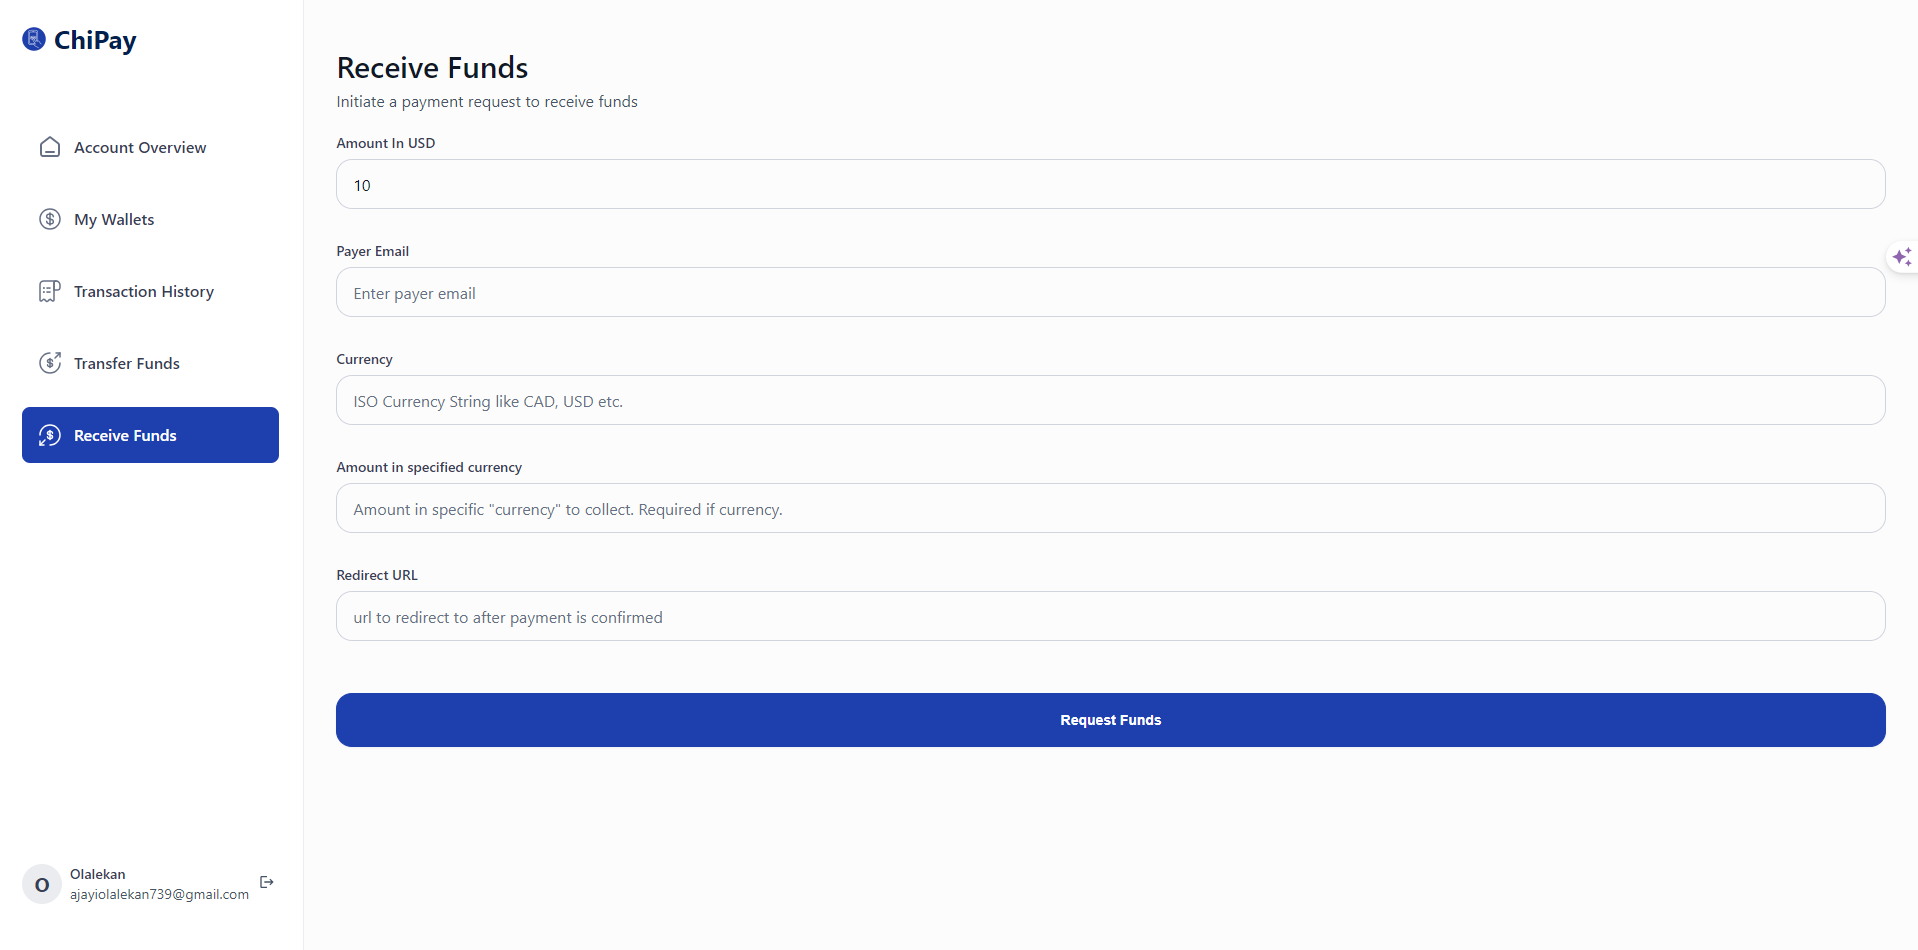 ChiPay
Account Overview
My Wallets
Transaction History
Transfer Funds
Receive Funds
O
Olalekan
ajayiolalekan739@gmail.com
Receive Funds
Initiate a payment request to receive funds
Amount In USD
10
Payer Email
Enter payer email
Currency
ISO Currency String like CAD, USD etc.
Amount in specified currency
Amount in specific "currency" to collect. Required if currency.
Redirect URL
url to redirect to after payment is confirmed
Request Funds